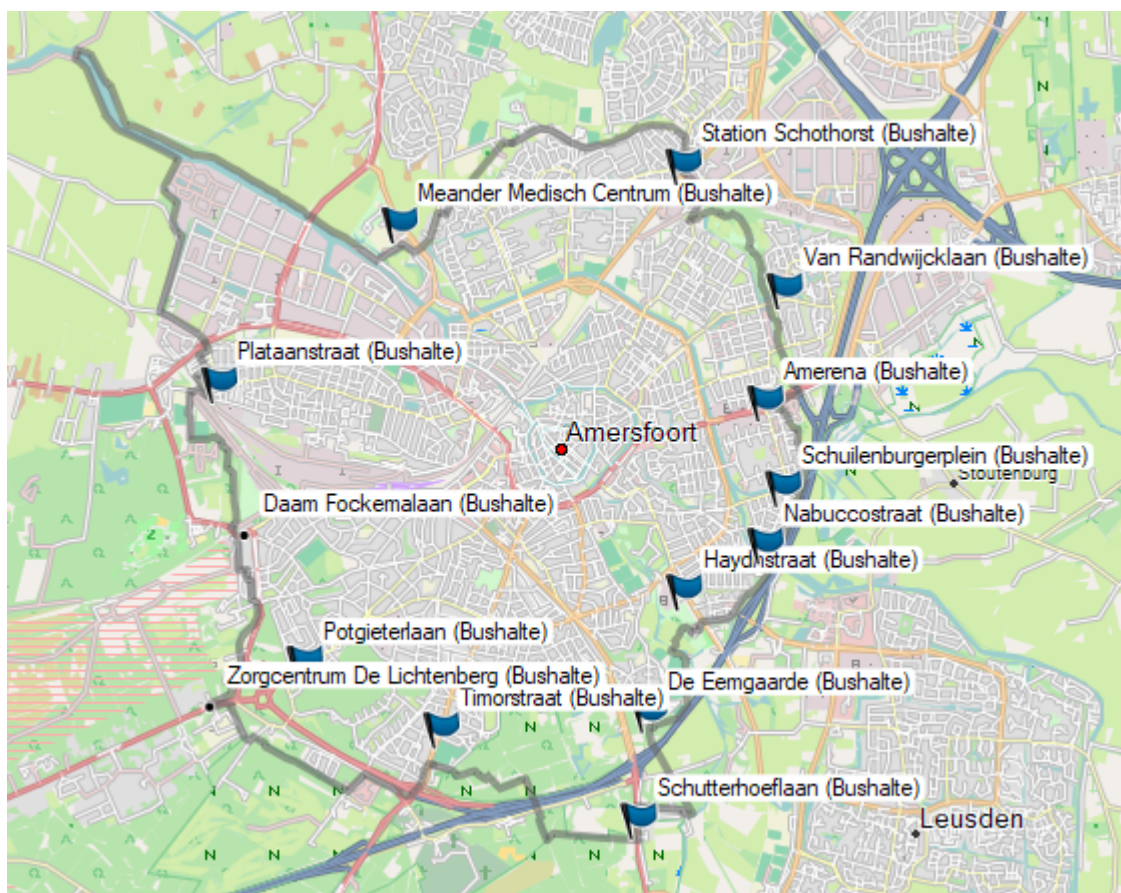 Station Schothorst (Bushalte)
Meander Medisch Centrum (Bushalte)
Van Randwijcklaan (Bushalte)
Plataanstraat (Bushalte)
Amerena (Bushalte)
Amersfoort
Schuilenburgerplein (Bushalte)
Stoutenburg
Daam Fockemalaan (Bushalte)
Nabuccostraat (Bushalte)
Haydnstraat (Bushalte)
Potgieterlaan (Bushalte)
Zorgcentrum De Lichtenberg (Bushalte)
De Eemgaarde (Bushalte)
Timorstraat (Bushalte)
Schutterhoeflaan (Bushalte)
Leusden